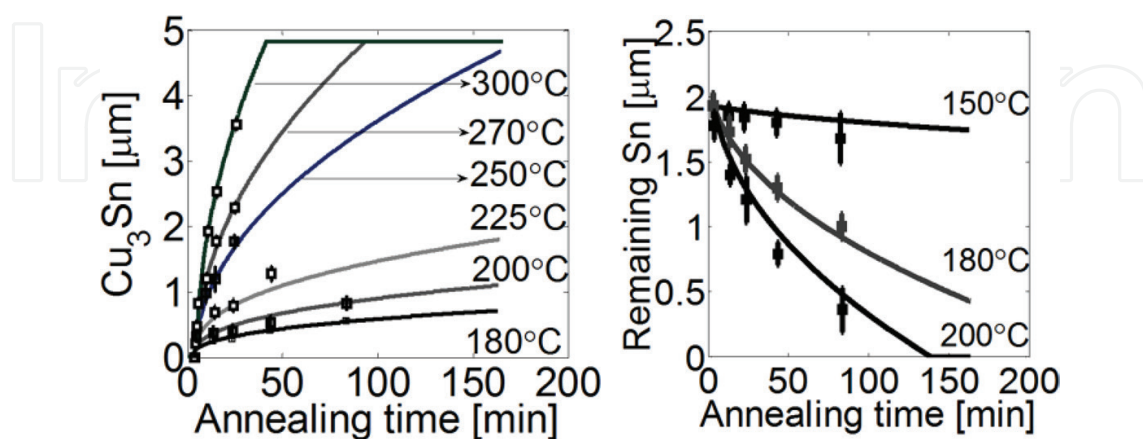 5
4
3
2
1
0
Cu₃Sn [μm]
300°C
270°C
250°C
225°C
200°C
180°C
0 50 100 150 200
Annealing time [min]
2.5
2
1.5
1
0.5
0
Remaining Sn [μm]
150°C
180°C
200°C
0 50 100 150 200
Annealing time [min]